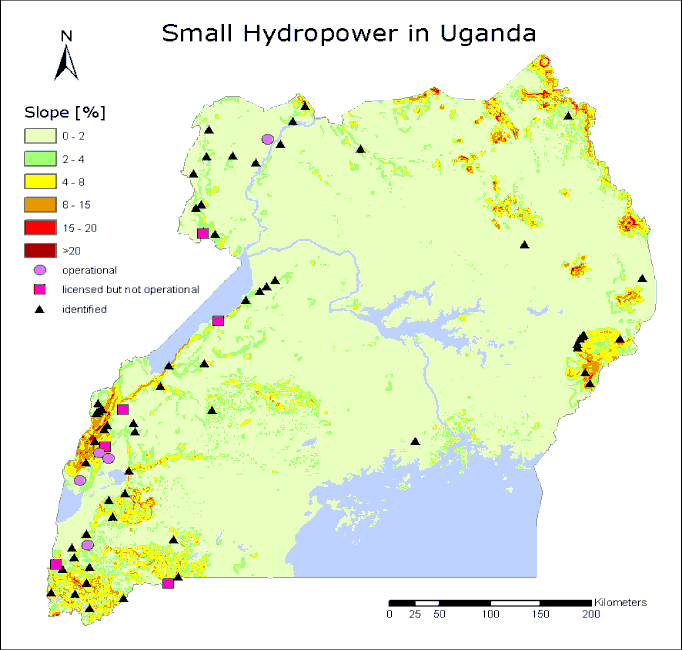 Small Hydropower in Uganda
N
Slope [%]
0 - 2
2 - 4
4 - 8
8 - 15
15 - 20
>20
operational
licensed but not operational
identified
Kilometers
0 25 50 100 150 200